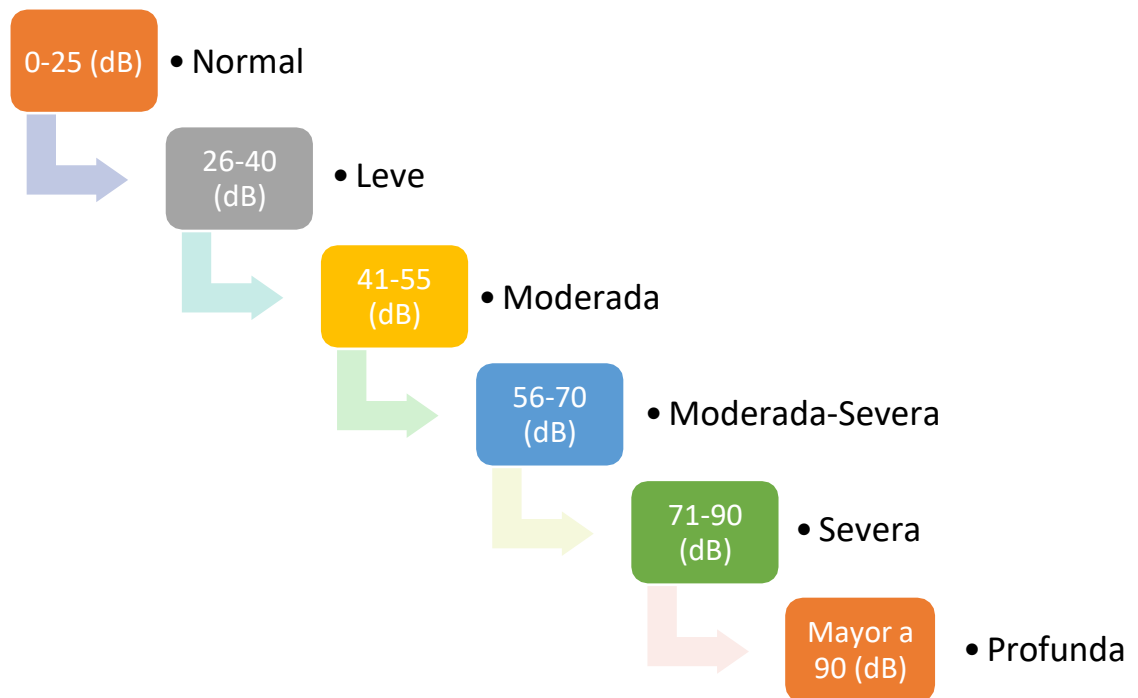 0-25 (dB)
• Normal
26-40
(dB)
• Leve
41-55
(dB)
• Moderada
56-70
(dB)
• Moderada-Severa
71-90
(dB)
• Severa
Mayor a
90 (dB)
• Profunda